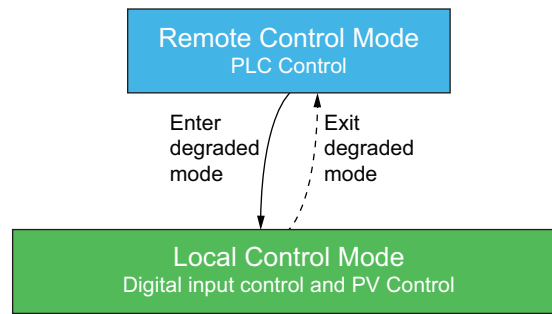 Remote Control Mode
PLC Control
Enter
degraded
mode
Exit
degraded
mode
Local Control Mode
Digital input control and PV Control